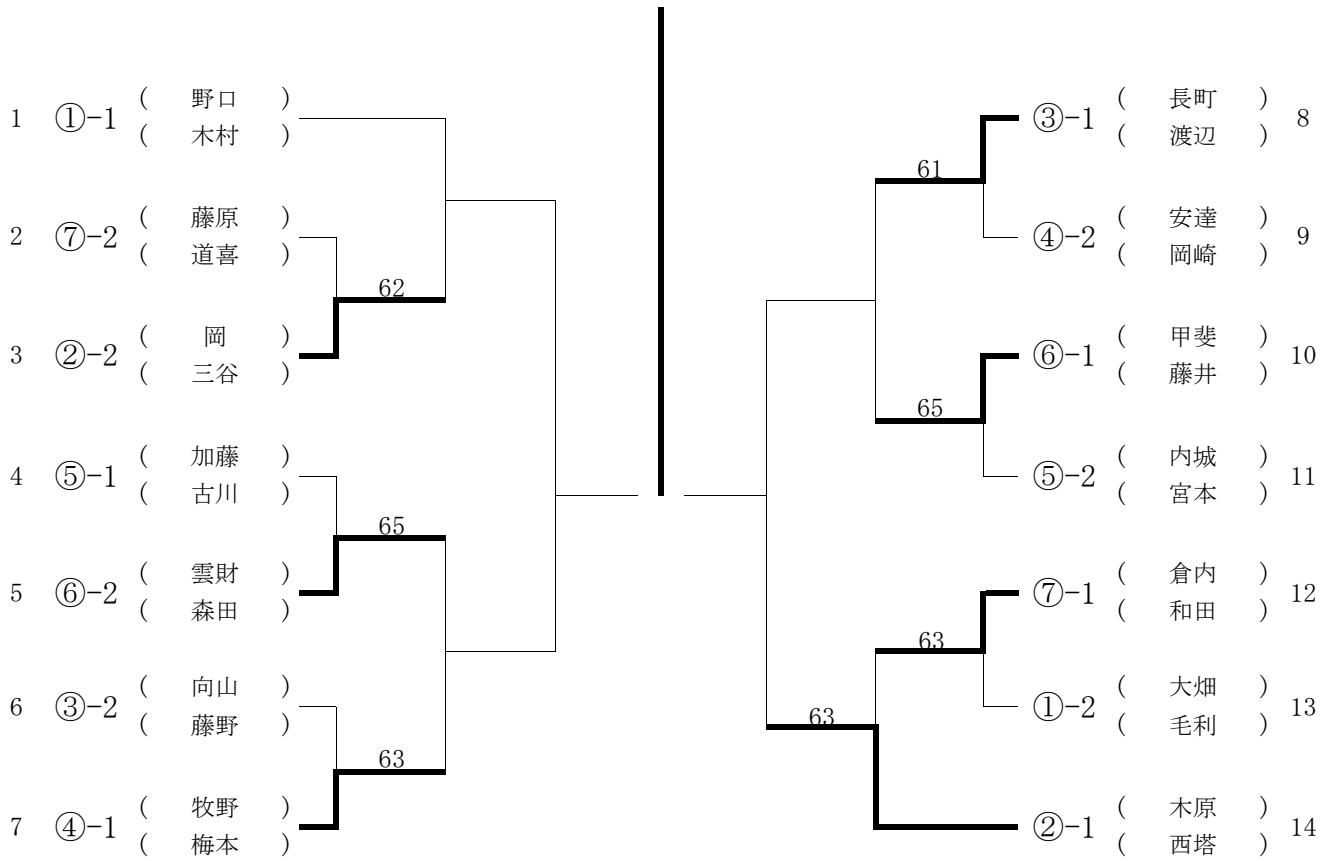 1 ①-1 ( 野口 )
( 木村 )
2 ⑦-2 ( 藤原 )
( 道喜 )
62
3 ②-2 ( 岡 )
( 三谷 )
4 ⑤-1 ( 加藤 )
( 古川 )
65
5 ⑥-2 ( 雲財 )
( 森田 )
6 ③-2 ( 向山 )
( 藤野 )
63
7 ④-1 ( 牧野 )
( 梅本 )
③-1 ( 長町 ) 8
( 渡辺 )
61
④-2 ( 安達 ) 9
( 岡崎 )
⑥-1 ( 甲斐 ) 10
( 藤井 )
65
⑤-2 ( 内城 ) 11
( 宮本 )
⑦-1 ( 倉内 ) 12
( 和田 )
63
①-2 ( 大畑 ) 13
( 毛利 )
63
②-1 ( 木原 ) 14
( 西塔 )